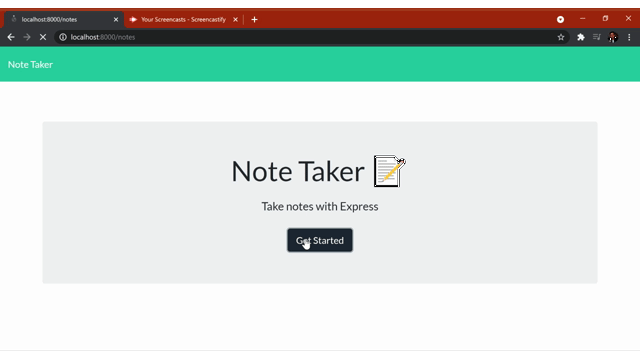 localhost:8000/notes
Your Screencasts - Screencastify
localhost:8000/notes
Note Taker
Note Taker
Take notes with Express
Get Started